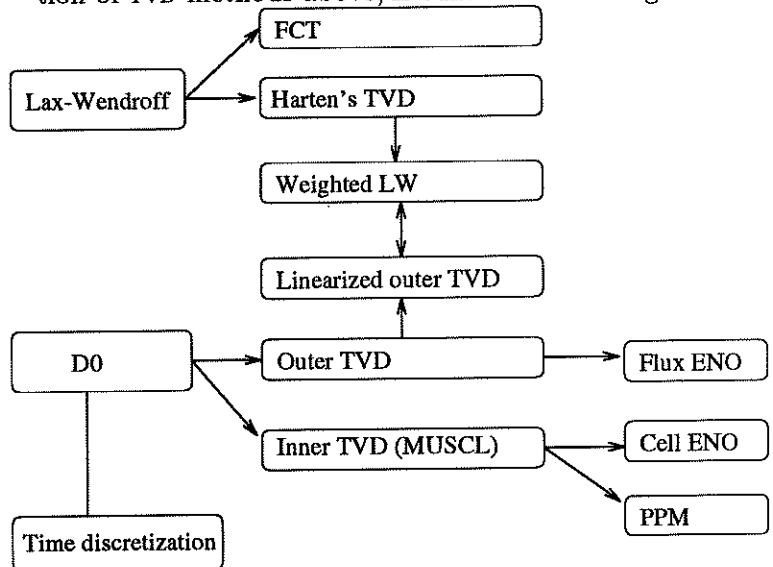 tion of TVD methods above,
FCT
Lax-Wendroff
Harten's TVD
Weighted LW
Linearized outer TVD
D0
Outer TVD
Flux ENO
Inner TVD (MUSCL)
Cell ENO
PPM
Time discretization